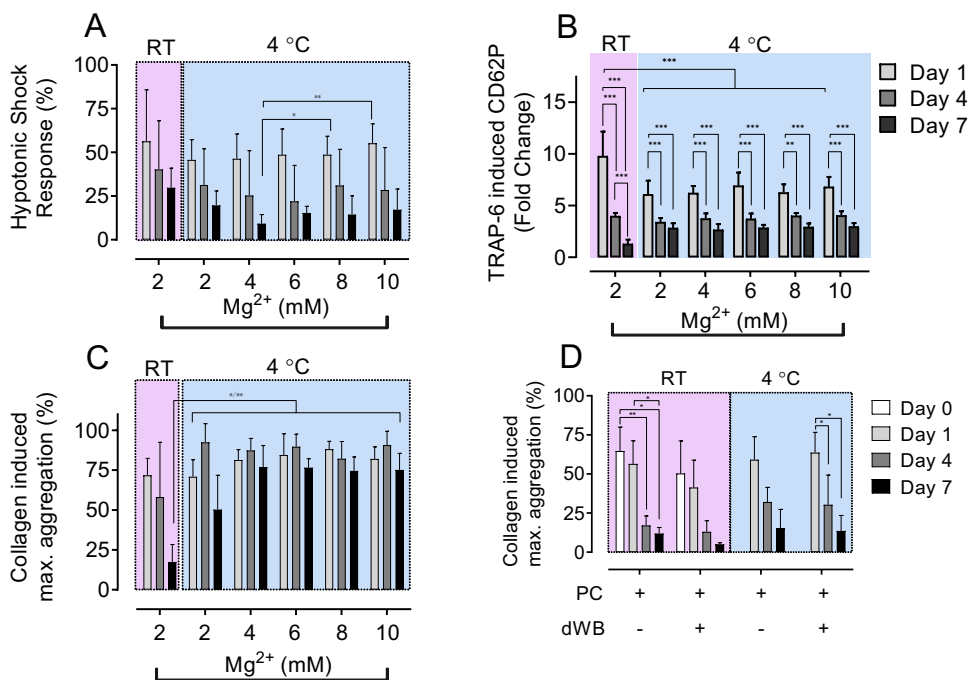 A
RT
4 °C
Hypotonic Shock
Response (%)
100
75
50
25
0
**
*
2
2
4
6
8
10
Mg2+ (mM)
B
RT
4 °C
TRAP-6 induced CD62P
(Fold Change)
15
10
5
0
***
***
***
***
***
***
***
***
***
***
**
***
***
***
2
2
4
6
8
10
Mg2+ (mM)
Day 1
Day 4
Day 7
C
RT
4 °C
Collagen induced
max. aggregation (%)
100
75
50
25
0
*/**
2
2
4
6
8
10
Mg2+ (mM)
D
RT
4 °C
Collagen induced
max. aggregation (%)
100
75
50
25
0
*
*
**
*
*
PC + + + +
dWB - + - +
Day 0
Day 1
Day 4
Day 7